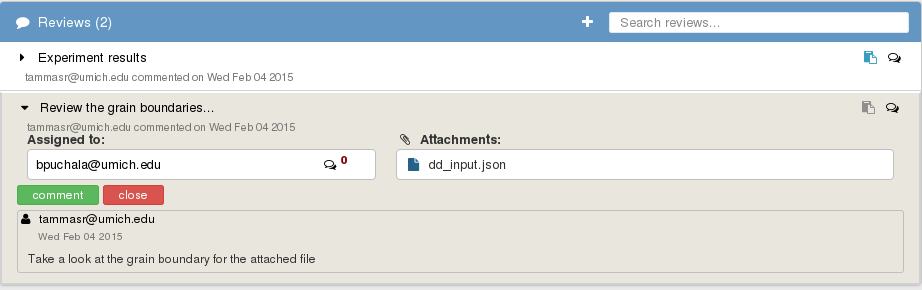 Reviews (2)
Search reviews...
Experiment results
tammasr@umich.edu commented on Wed Feb 04 2015
Review the grain boundaries...
tammasr@umich.edu commented on Wed Feb 04 2015
Assigned to:
Attachments:
bpuchala@umich.edu 0
dd_input.json
comment close
tammasr@umich.edu
Wed Feb 04 2015
Take a look at the grain boundary for the attached file